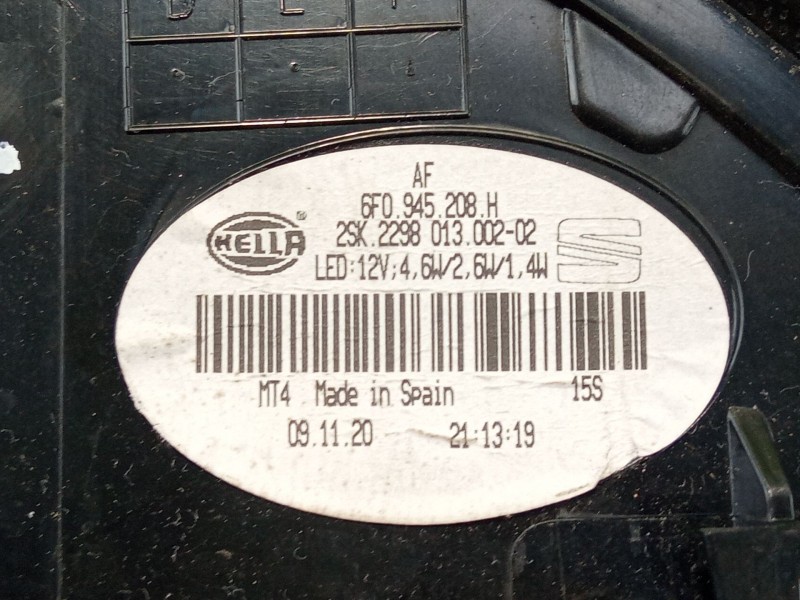 AF
6F0.945.208.H
HELLA ® 2SK.2298 013.002-02
LED:12V;4,6W/2,6W/1,4W
MT4 Made in Spain 15S
09.11.20 21:13:19